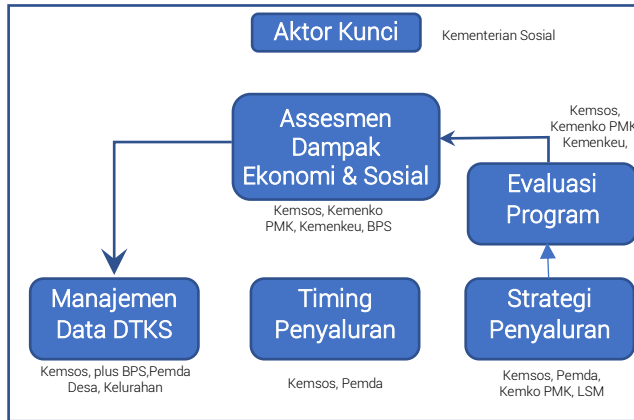 Aktor Kunci
Kementerian Sosial
Assesmen
Dampak
Ekonomi & Sosial
Kemsos, Kemenko
PMK, Kemenkeu, BPS
Kemsos,
Kemenko PMK
Kemenkeu,
Evaluasi
Program
Manajemen
Data DTKS
Kemsos, plus BPS,Pemda
Desa, Kelurahan
Timing
Penyaluran
Kemsos, Pemda
Strategi
Penyaluran
Kemsos, Pemda,
Kemko PMK, LSM